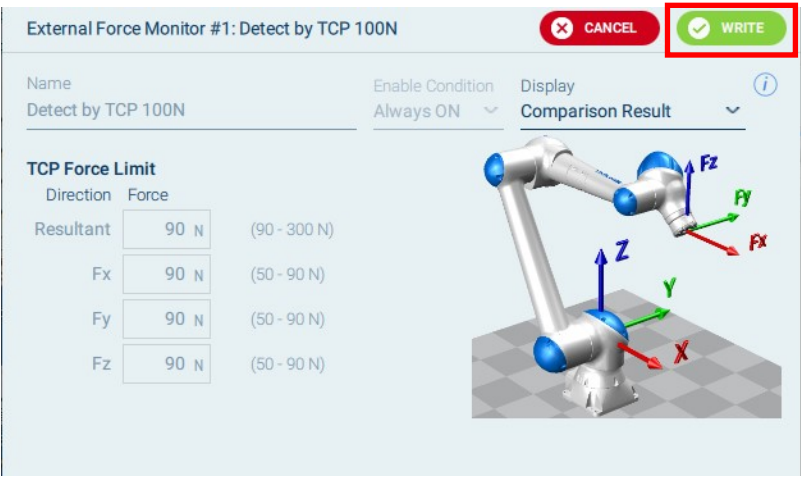 External Force Monitor #1: Detect by TCP 100N
CANCEL
WRITE
Name
Enable Condition
Display
i
Detect by TCP 100N
Always ON
Comparison Result
TCP Force Limit
Direction Force
Resultant 90 N (90 - 300 N)
Fx 90 N (50 - 90 N)
Fy 90 N (50 - 90 N)
Fz 90 N (50 - 90 N)
Fz
Fy
Fx
Z
Y
X